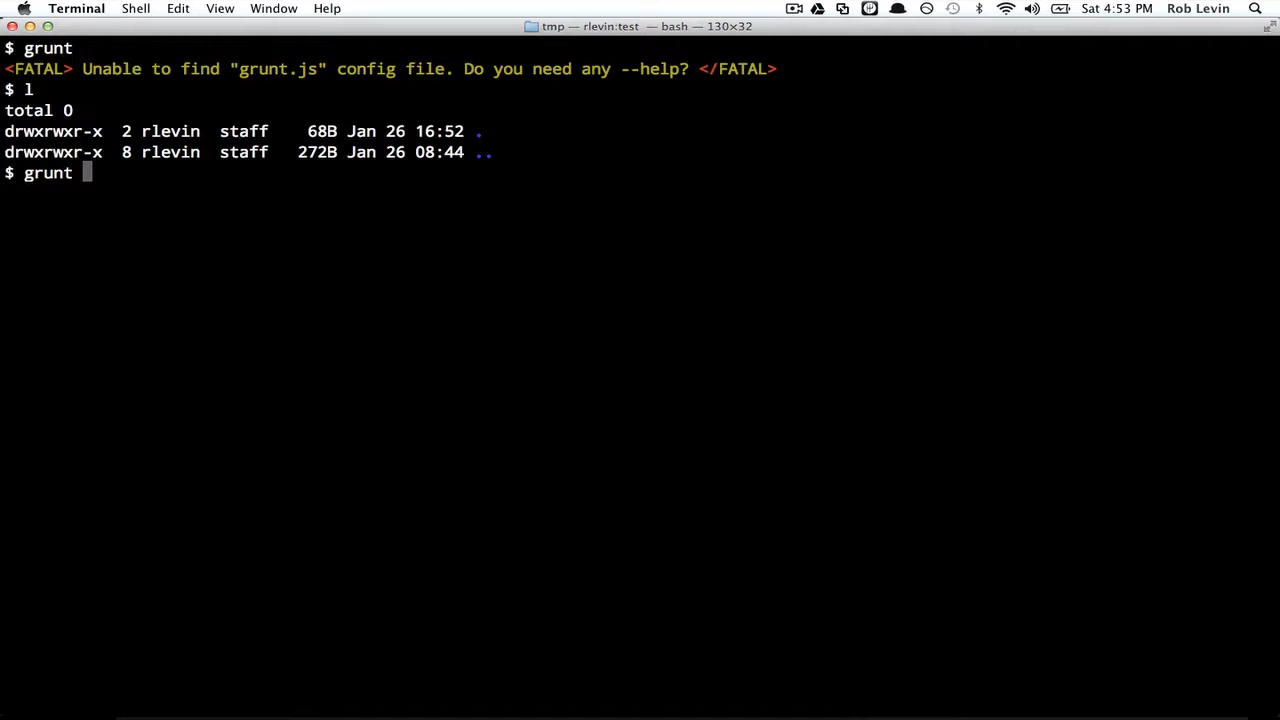 Terminal Shell Edit View Window Help Sat 4:53 PM Rob Levin
tmp — rlevin:test — bash — 130×32
$ grunt
<FATAL> Unable to find "grunt.js" config file. Do you need any --help? </FATAL>
$ l
total 0
drwxrwxr-x 2 rlevin staff 68B Jan 26 16:52 .
drwxrwxr-x 8 rlevin staff 272B Jan 26 08:44 ..
$ grunt